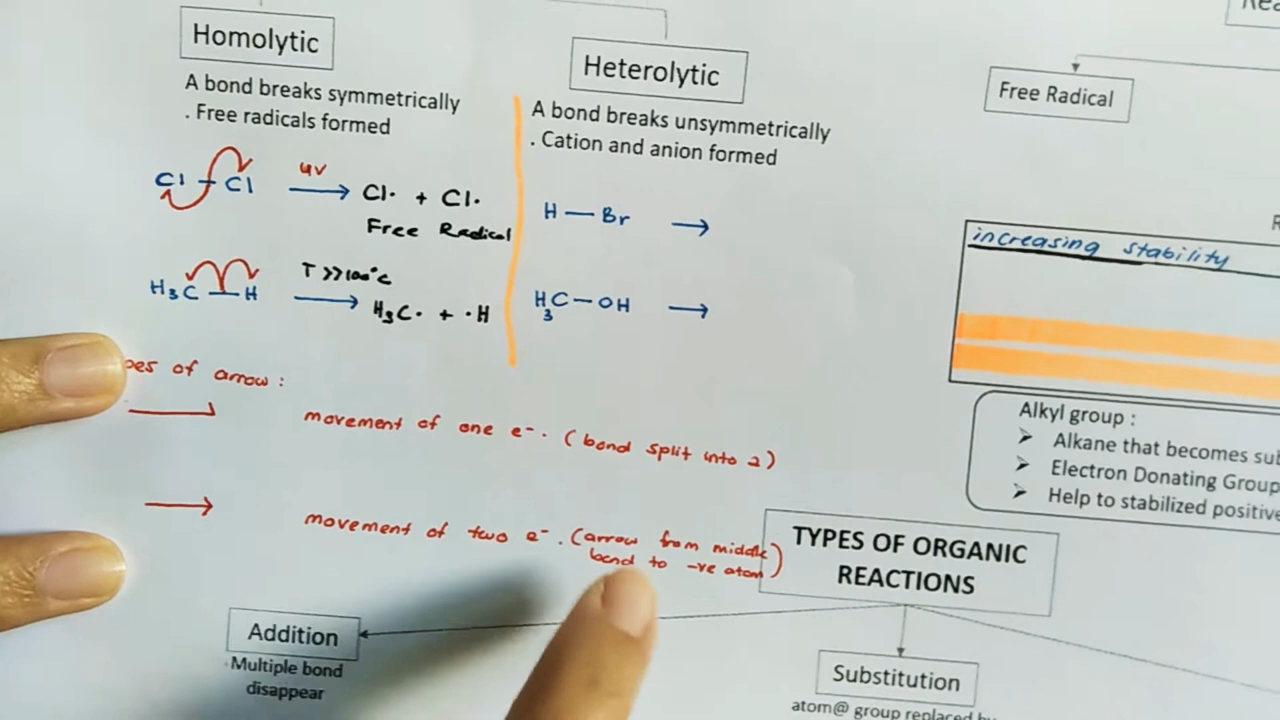 Homolytic
A bond breaks symmetrically
. Free radicals formed
Cl – Cl uv → Cl· + Cl·
Free Radical
H₃C – H T >> 100°C → H₃C· + ·H
Heterolytic
A bond breaks unsymmetrically
. Cation and anion formed
H — Br →
H₃C — OH →
pes of arrow :
movement of one e⁻. (bond split into 2)
movement of two e⁻. (arrow from middle
bond to -ve atom)
Free Radical
increasing stability
Alkyl group :
➢ Alkane that becomes sub
➢ Electron Donating Group
➢ Help to stabilized positive
TYPES OF ORGANIC
REACTIONS
Addition
. Multiple bond
disappear
Substitution
atom@ group replaced by